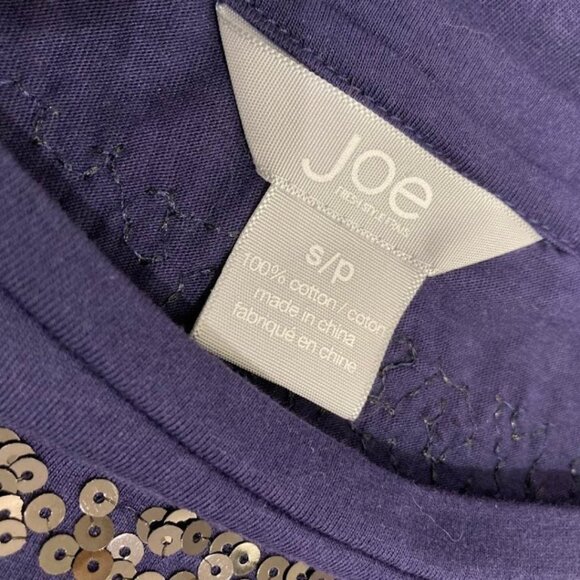 Joe
s/p
100% cotton / coton
made in china
fabriqué en chine